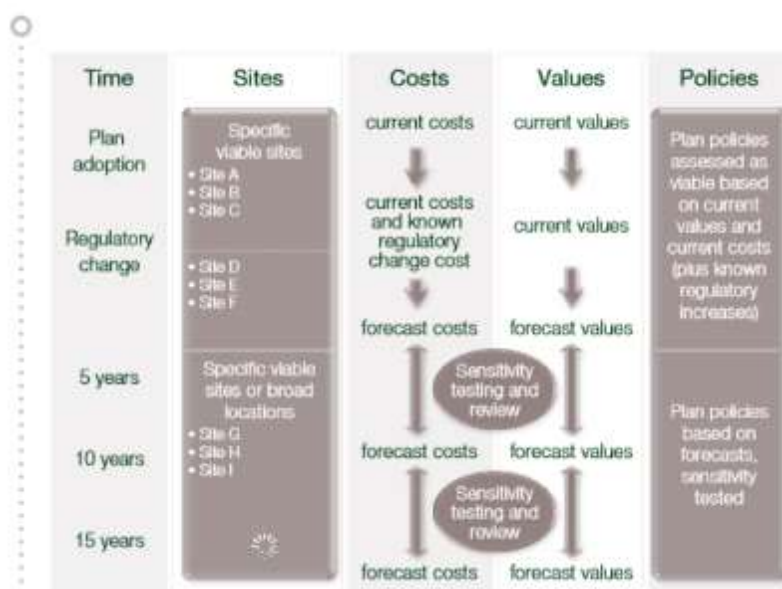 Time
Sites
Costs
Values
Policies
Plan
adoption
Regulatory
change
5 years
10 years
15 years
Specific
viable sites
• Site A
• Site B
• Site C
• Site D
• Site E
• Site F
Specific viable
sites or broad
locations
• Site G
• Site H
• Site I
current costs
current costs
and known
regulatory
change cost
forecast costs
forecast costs
forecast costs
current values
current values
forecast values
forecast values
forecast values
Sensitivity
testing and
review
Sensitivity
testing and
review
Plan policies
assessed as
viable based
on current
values and
current costs
(plus known
regulatory
increases)
Plan policies
based on
forecasts,
sensitivity
tested